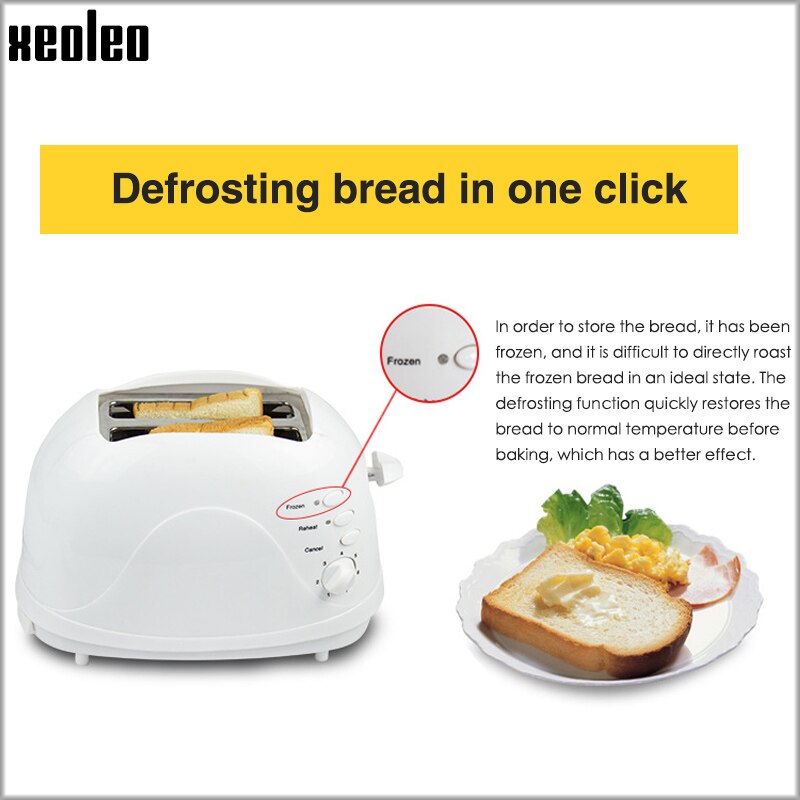 xeoleo
Defrosting bread in one click
Frozen
In order to store the bread, it has been
frozen, and it is difficult to directly roast
the frozen bread in an ideal state. The
defrosting function quickly restores the
bread to normal temperature before
baking, which has a better effect.
Frozen
Reheat
Cancel